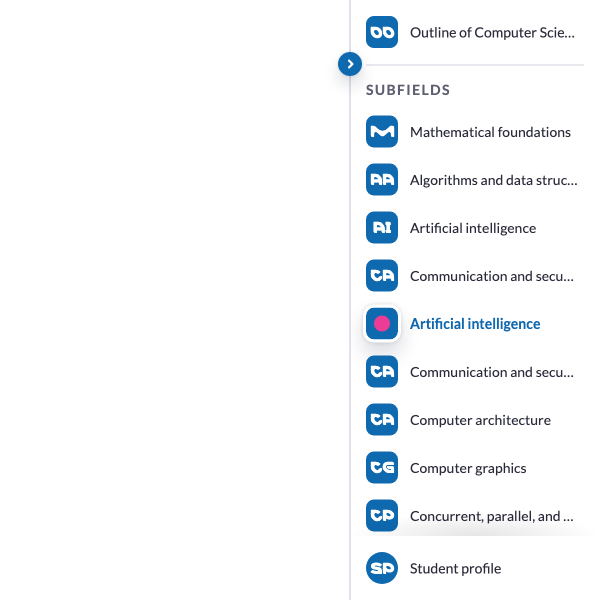 OO Outline of Computer Scie...
SUBFIELDS
M Mathematical foundations
AA Algorithms and data struc...
AI Artificial intelligence
CA Communication and secu...
Artificial intelligence
CA Communication and secu...
CA Computer architecture
CG Computer graphics
CP Concurrent, parallel, and ...
SP Student profile